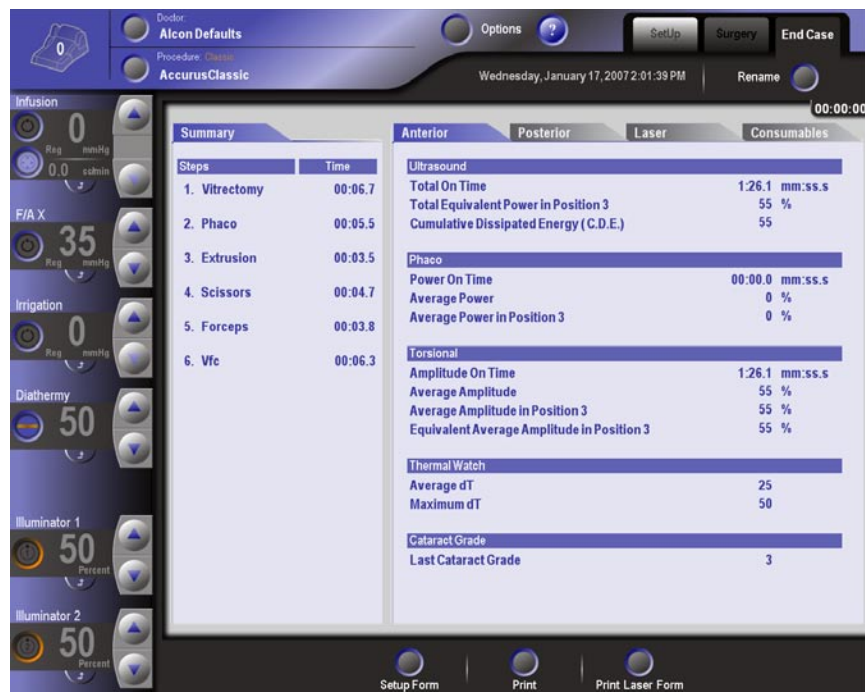 0
Doctor:
Alcon Defaults
Procedure: Classic
AccurusClassic
Options ?
SetUp Surgery End Case
Wednesday, January 17, 2007 2:01:39 PM
Rename
00:00:00
Infusion
0
Reg mmHg
0.0 cc/min
F/A X
35
Reg mmHg
Irrigation
0
Reg mmHg
Diathermy
50
Illuminator 1
50
Percent
Illuminator 2
50
Percent
Summary
Steps Time
1. Vitrectomy 00:06.7
2. Phaco 00:05.5
3. Extrusion 00:03.5
4. Scissors 00:04.7
5. Forceps 00:03.8
6. Vfc 00:06.3
Anterior Posterior Laser Consumables
Ultrasound
Total On Time 1:26.1 mm:ss.s
Total Equivalent Power in Position 3 55 %
Cumulative Dissipated Energy ( C.D.E.) 55
Phaco
Power On Time 00:00.0 mm:ss.s
Average Power 0 %
Average Power in Position 3 0 %
Torsional
Amplitude On Time 1:26.1 mm:ss.s
Average Amplitude 55 %
Average Amplitude in Position 3 55 %
Equivalent Average Amplitude in Position 3 55 %
Thermal Watch
Average dT 25
Maximum dT 50
Cataract Grade
Last Cataract Grade 3
Setup Form Print Print Laser Form